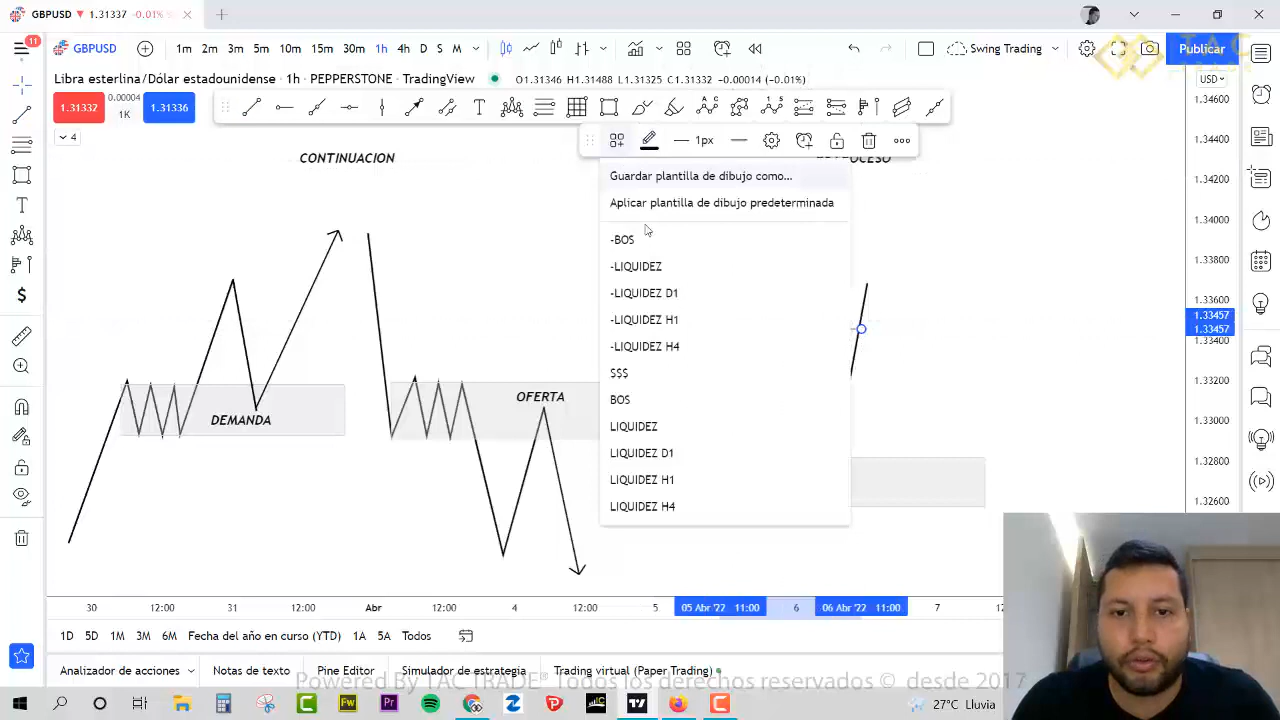 GBPUSD ▼ 1.31337 -0.01% S
11
GBPUSD
1m 2m 3m 5m 10m 15m 30m 1h 4h D S M
Swing Trading
Publicar
Libra esterlina/Dólar estadounidense · 1h · PEPPERSTONE · TradingView
O1.31346 H1.31488 L1.31325 C1.31332 -0.00014 (-0.01%)
USD
1.31332
0.00004
1K
1.31336
4
1px
CONTINUACION
Guardar plantilla de dibujo como...
Aplicar plantilla de dibujo predeterminada
-BOS
-LIQUIDEZ
-LIQUIDEZ D1
-LIQUIDEZ H1
-LIQUIDEZ H4
$$$
BOS
LIQUIDEZ
LIQUIDEZ D1
LIQUIDEZ H1
LIQUIDEZ H4
DEMANDA
OFERTA
1.34600
1.34400
1.34200
1.34000
1.33800
1.33600
1.33457
1.33457
1.33400
1.33200
1.33000
1.32800
1.32600
30 12:00 31 12:00 Abr 12:00 4 12:00 5 05 Abr '22 11:00 6 06 Abr '22 11:00 7
1D 5D 1M 3M 6M Fecha del año en curso (YTD) 1A 5A Todos
Analizador de acciones Notas de texto Pine Editor Simulador de estrategia Trading virtual (Paper Trading)
Powered By TAC TRADE® Todos los derechos reservados © desde 2017
27°C Lluvia